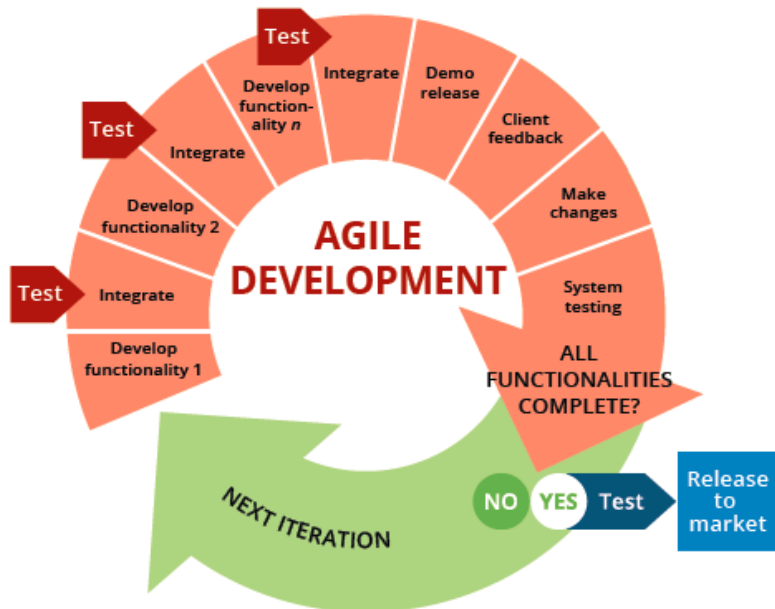 AGILE
DEVELOPMENT
Develop
functionality 1
Test
Integrate
Develop
functionality 2
Test
Integrate
Develop
function-
ality n
Test
Integrate
Demo
release
Client
feedback
Make
changes
System
testing
ALL
FUNCTIONALITIES
COMPLETE?
NO
YES
Test
Release
to
market
NEXT ITERATION